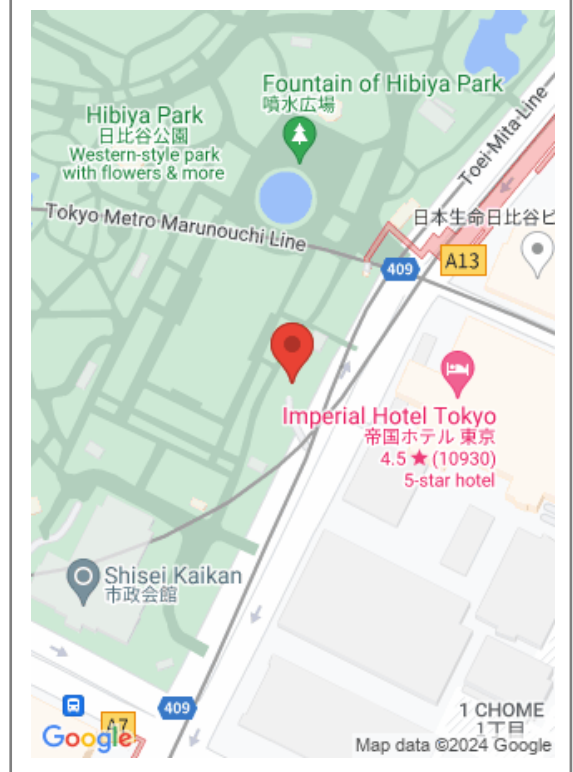 Fountain of Hibiya Park
噴水広場
Hibiya Park
日比谷公園
Western-style park
with flowers & more
Toei Mita Line
Tokyo Metro Marunouchi Line
日本生命日比谷ビ
A13
409
Imperial Hotel Tokyo
帝国ホテル 東京
4.5 ★ (10930)
5-star hotel
Shisei Kaikan
市政会館
409
A7
1 CHOME
1丁目
Google
Map data ©2024 Google